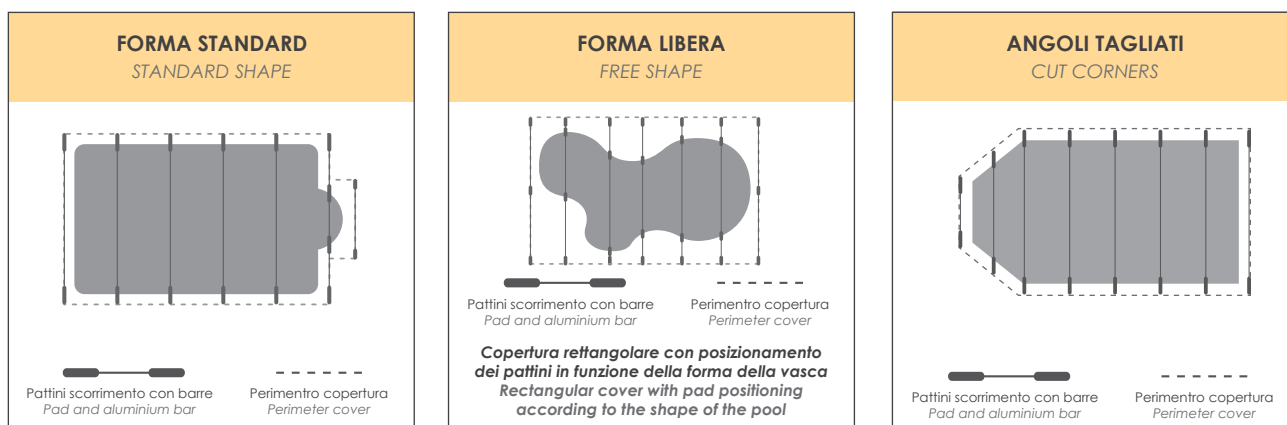 FORMA STANDARD
STANDARD SHAPE
Pattini scorrimento con barre
Pad and aluminium bar
Perimentro copertura
Perimeter cover
FORMA LIBERA
FREE SHAPE
Pattini scorrimento con barre
Pad and aluminium bar
Perimentro copertura
Perimeter cover
Copertura rettangolare con posizionamento
dei pattini in funzione della forma della vasca
Rectangular cover with pad positioning
according to the shape of the pool
ANGOLI TAGLIATI
CUT CORNERS
Pattini scorrimento con barre
Pad and aluminium bar
Perimentro copertura
Perimeter cover